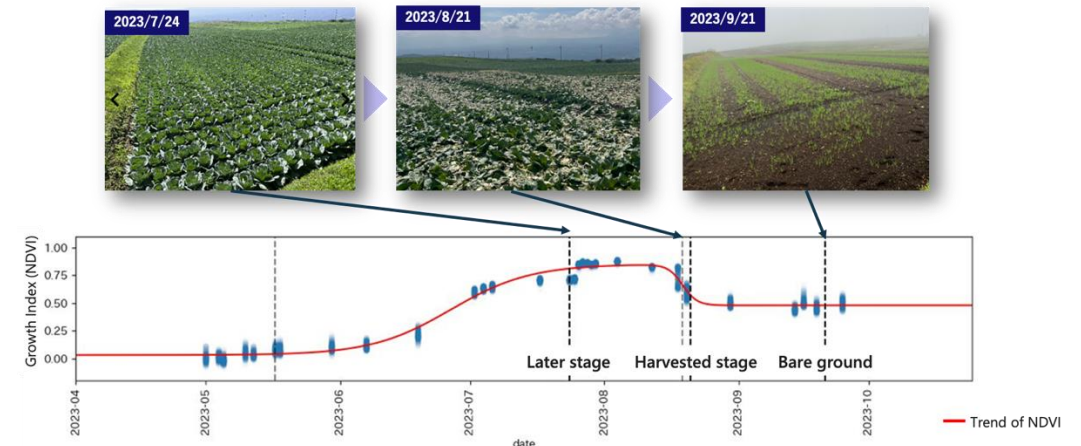 2023/7/24
2023/8/21
2023/9/21
Growth Index (NDVI)
1.00
0.75
0.50
0.25
0.00
Later stage
Harvested stage
Bare ground
2023-04
2023-05
2023-06
2023-07
2023-08
2023-09
2023-10
date
Trend of NDVI